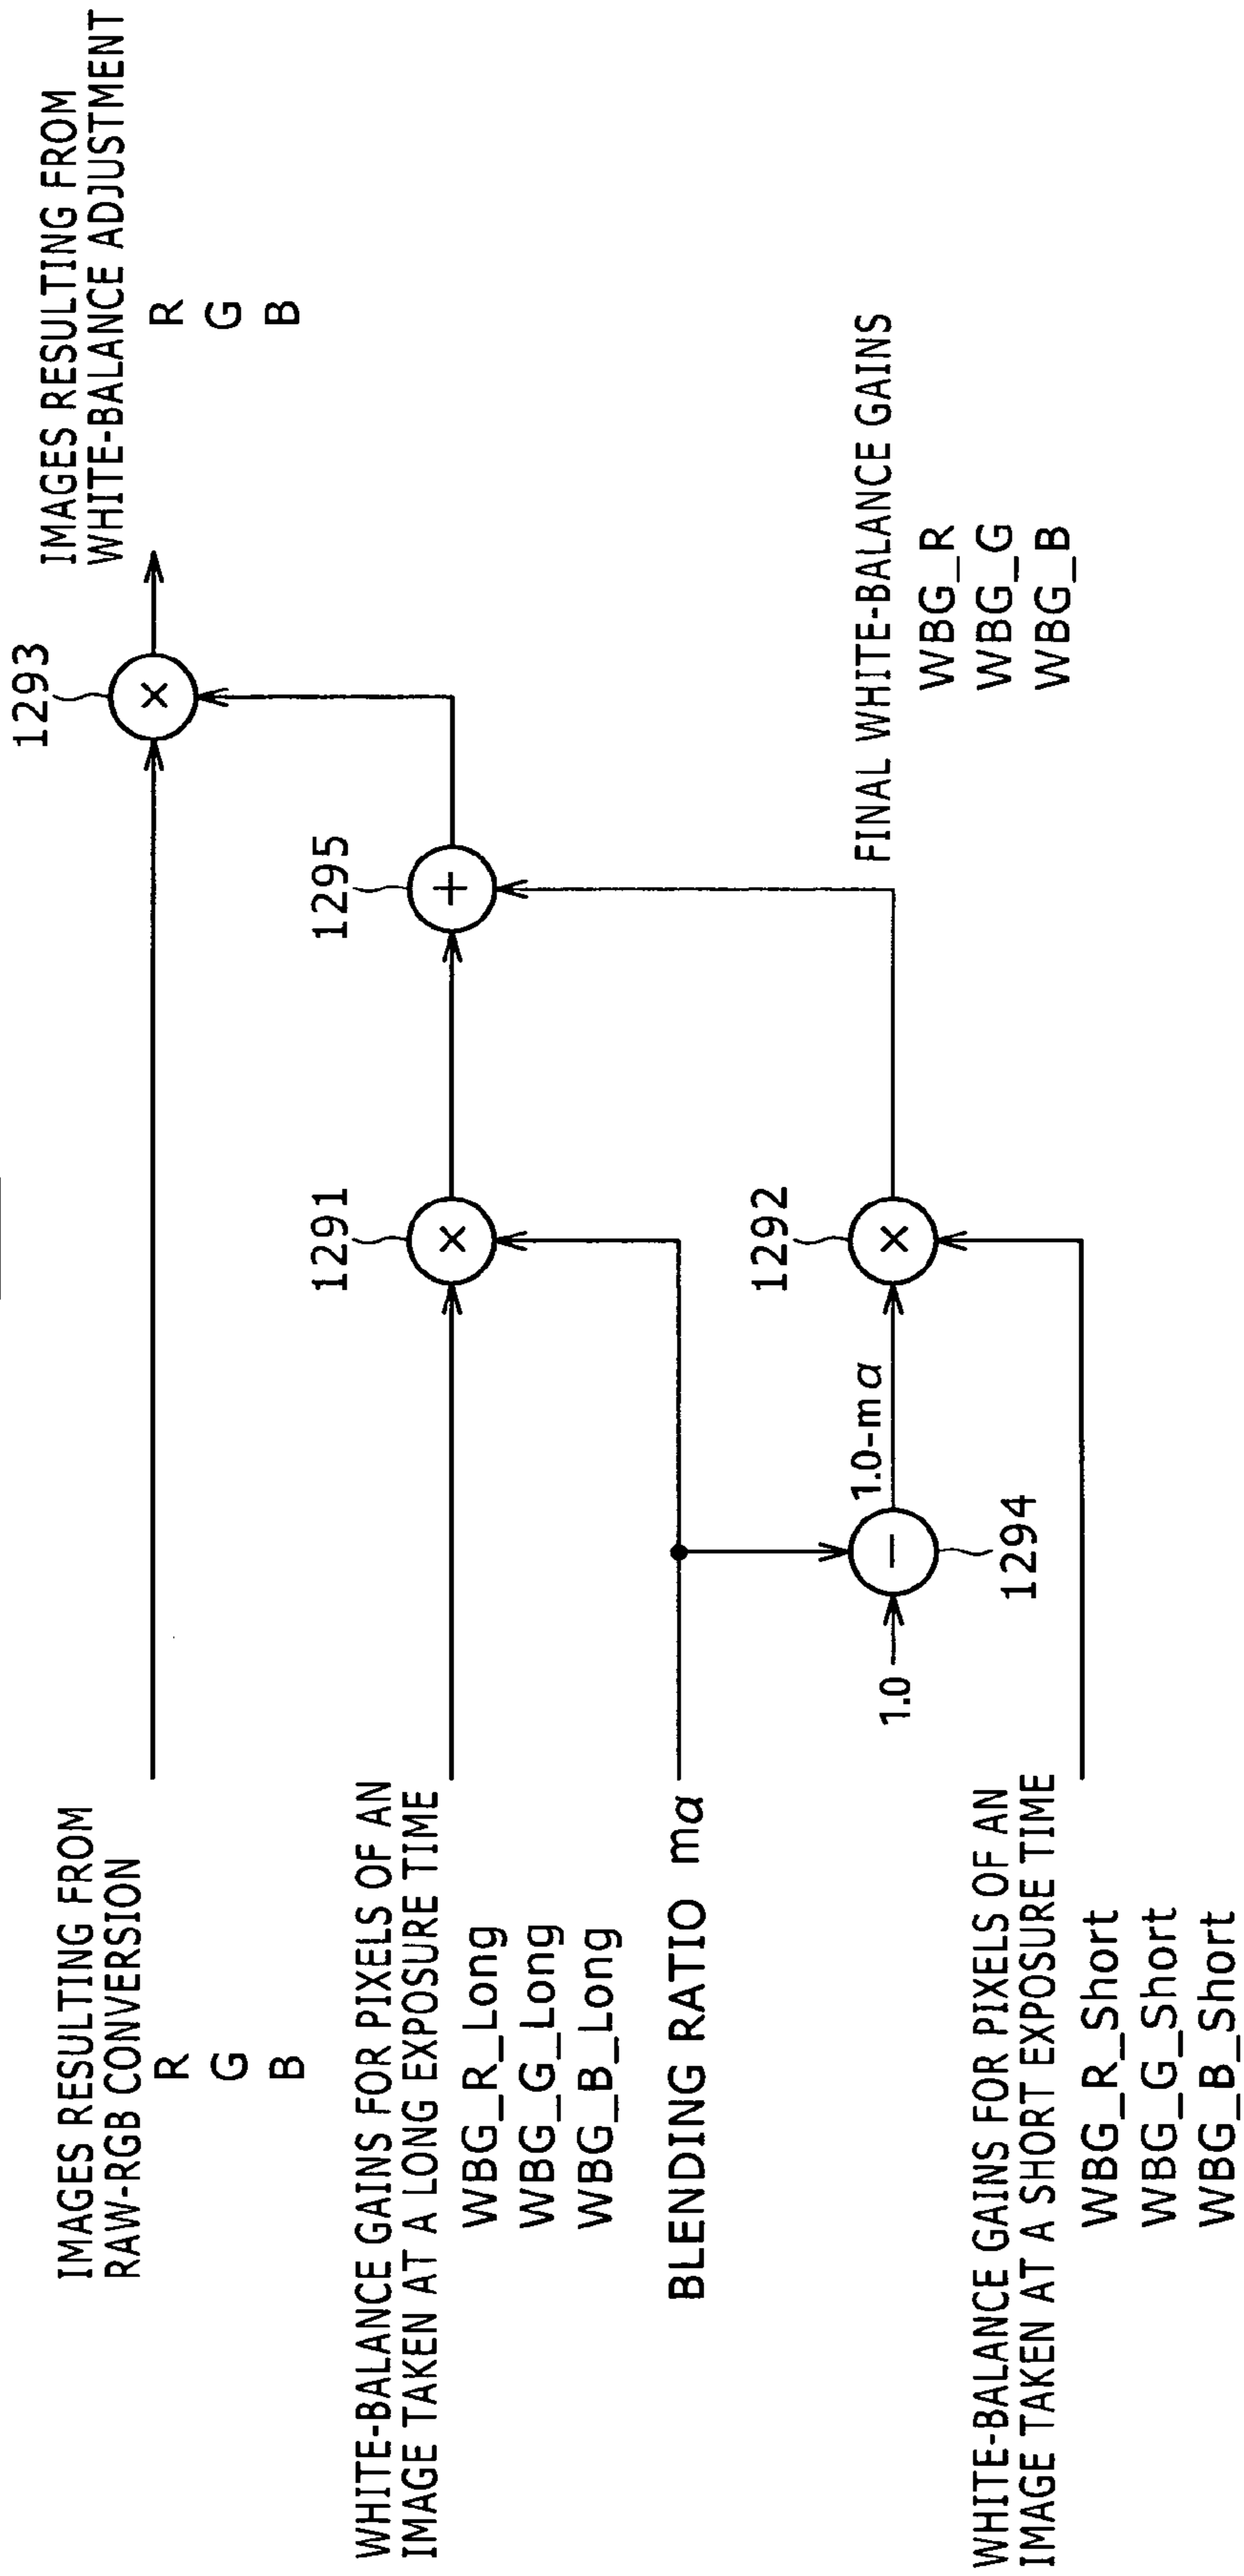 IMAGES RESULTING FROM
RAW-RGB CONVERSION
R
G
B
1293
IMAGES RESULTING FROM
WHITE-BALANCE ADJUSTMENT
R
G
B
WHITE-BALANCE GAINS FOR PIXELS OF AN
IMAGE TAKEN AT A LONG EXPOSURE TIME
WBG_R_Long
WBG_G_Long
WBG_B_Long
1291
×
1295
+
×
BLENDING RATIO mα
1.0
−
1294
1.0-mα
1292
×
FINAL WHITE-BALANCE GAINS
WBG_R
WBG_G
WBG_B
WHITE-BALANCE GAINS FOR PIXELS OF AN
IMAGE TAKEN AT A SHORT EXPOSURE TIME
WBG_R_Short
WBG_G_Short
WBG_B_Short